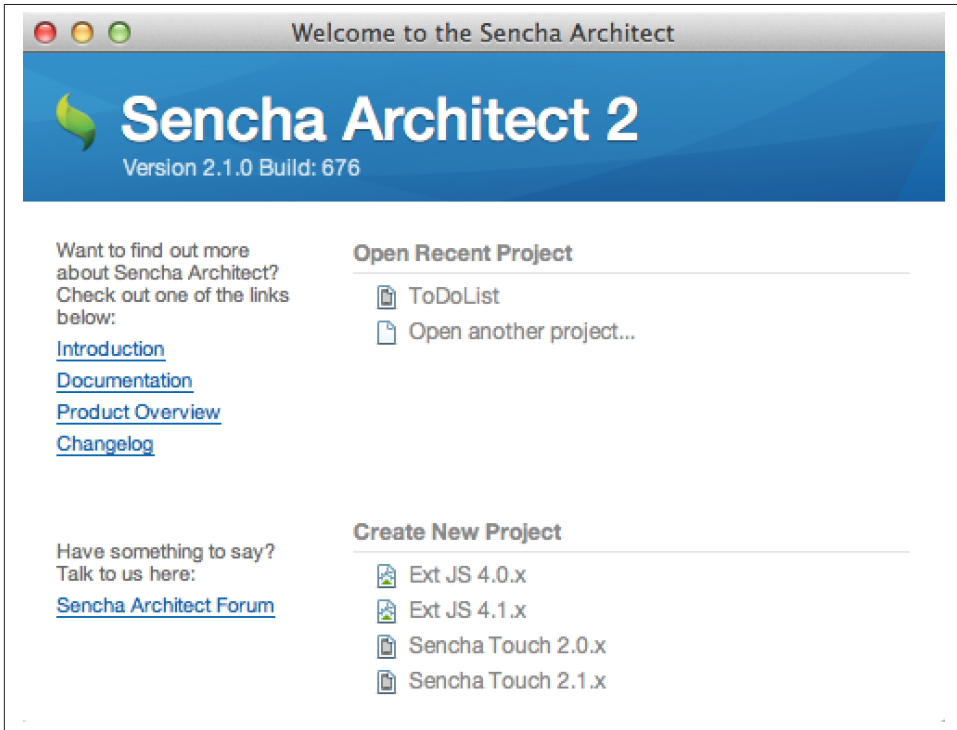 Welcome to the Sencha Architect
Sencha Architect 2
Version 2.1.0 Build: 676
Want to find out more
about Sencha Architect?
Check out one of the links
below:
Introduction
Documentation
Product Overview
Changelog
Have something to say?
Talk to us here:
Sencha Architect Forum
Open Recent Project
ToDoList
Open another project...
Create New Project
Ext JS 4.0.x
Ext JS 4.1.x
Sencha Touch 2.0.x
Sencha Touch 2.1.x